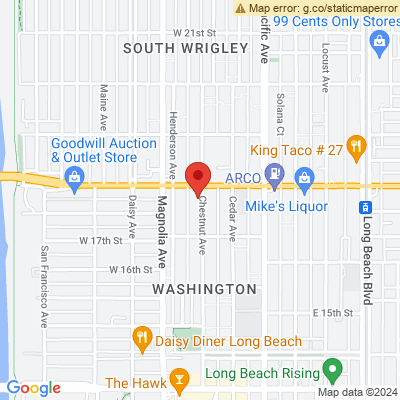 Map error: g.co/staticmaperror
W 21st St
99 Cents Only Stores
SOUTH WRIGLEY
Pacific Ave
Locust Ave
Maine Ave
Henderson Ave
Solana Ct
Goodwill Auction
& Outlet Store
King Taco # 27
ARCO
Mike's Liquor
Daisy Ave
Magnolia Ave
Chestnut Ave
Cedar Ave
W 17th St
San Francisco Ave
W 16th St
Long Beach Blvd
WASHINGTON
E 15th St
Daisy Diner Long Beach
Long Beach Rising
The Hawk
Google
Map data ©2024